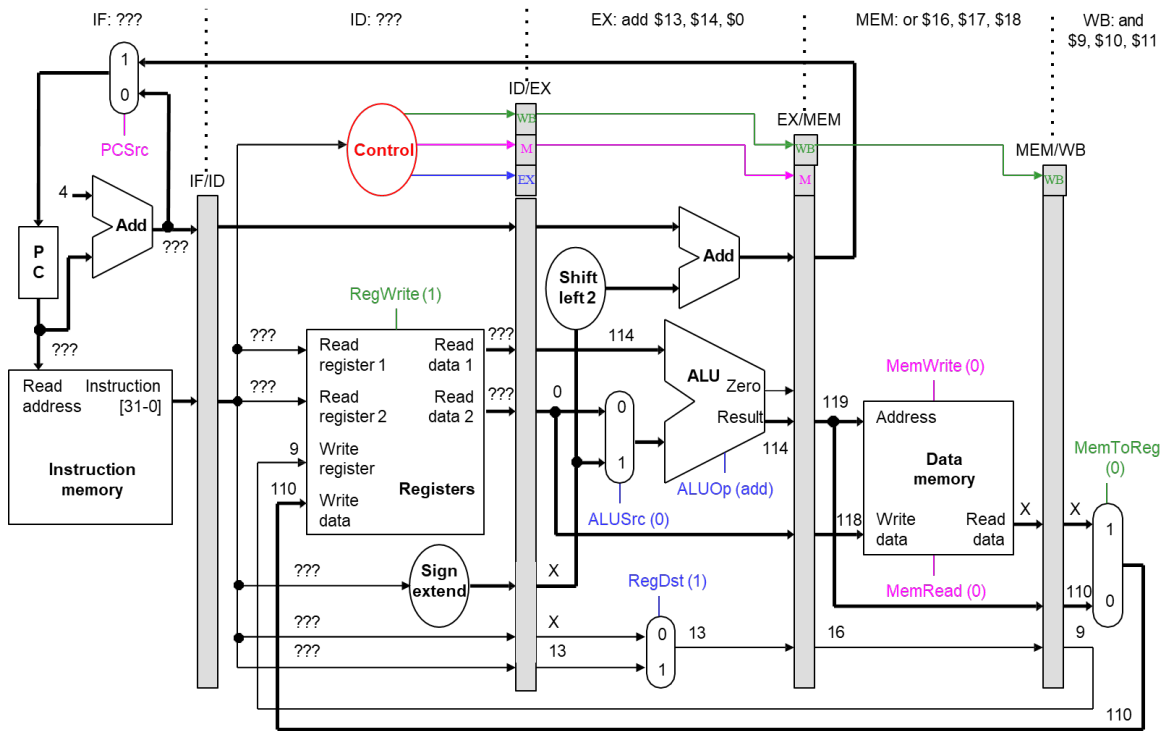 IF: ???
ID: ???
EX: add $13, $14, $0
MEM: or $16, $17, $18
WB: and
$9, $10, $11
1
0
PCSrc
ID/EX
WB
M
EX
Control
EX/MEM
WB
M
MEM/WB
WB
IF/ID
4
Add
???
P
C
???
Add
Shift
left 2
RegWrite (1)
???
???
Read
register 1
Read
data 1
???
114
Read
register 2
Read
data 2
???
0
9
Write
register
110
Write
data
Registers
Read
address
Instruction
[31-0]
Instruction
memory
0
1
ALUSrc (0)
ALU
Zero
Result
114
ALUOp (add)
119
MemWrite (0)
Address
Data
memory
118
Write
data
Read
data
X
X
MemRead (0)
MemToReg
(0)
1
0
110
???
Sign
extend
X
RegDst (1)
???
X
0
13
16
9
???
13
1
110